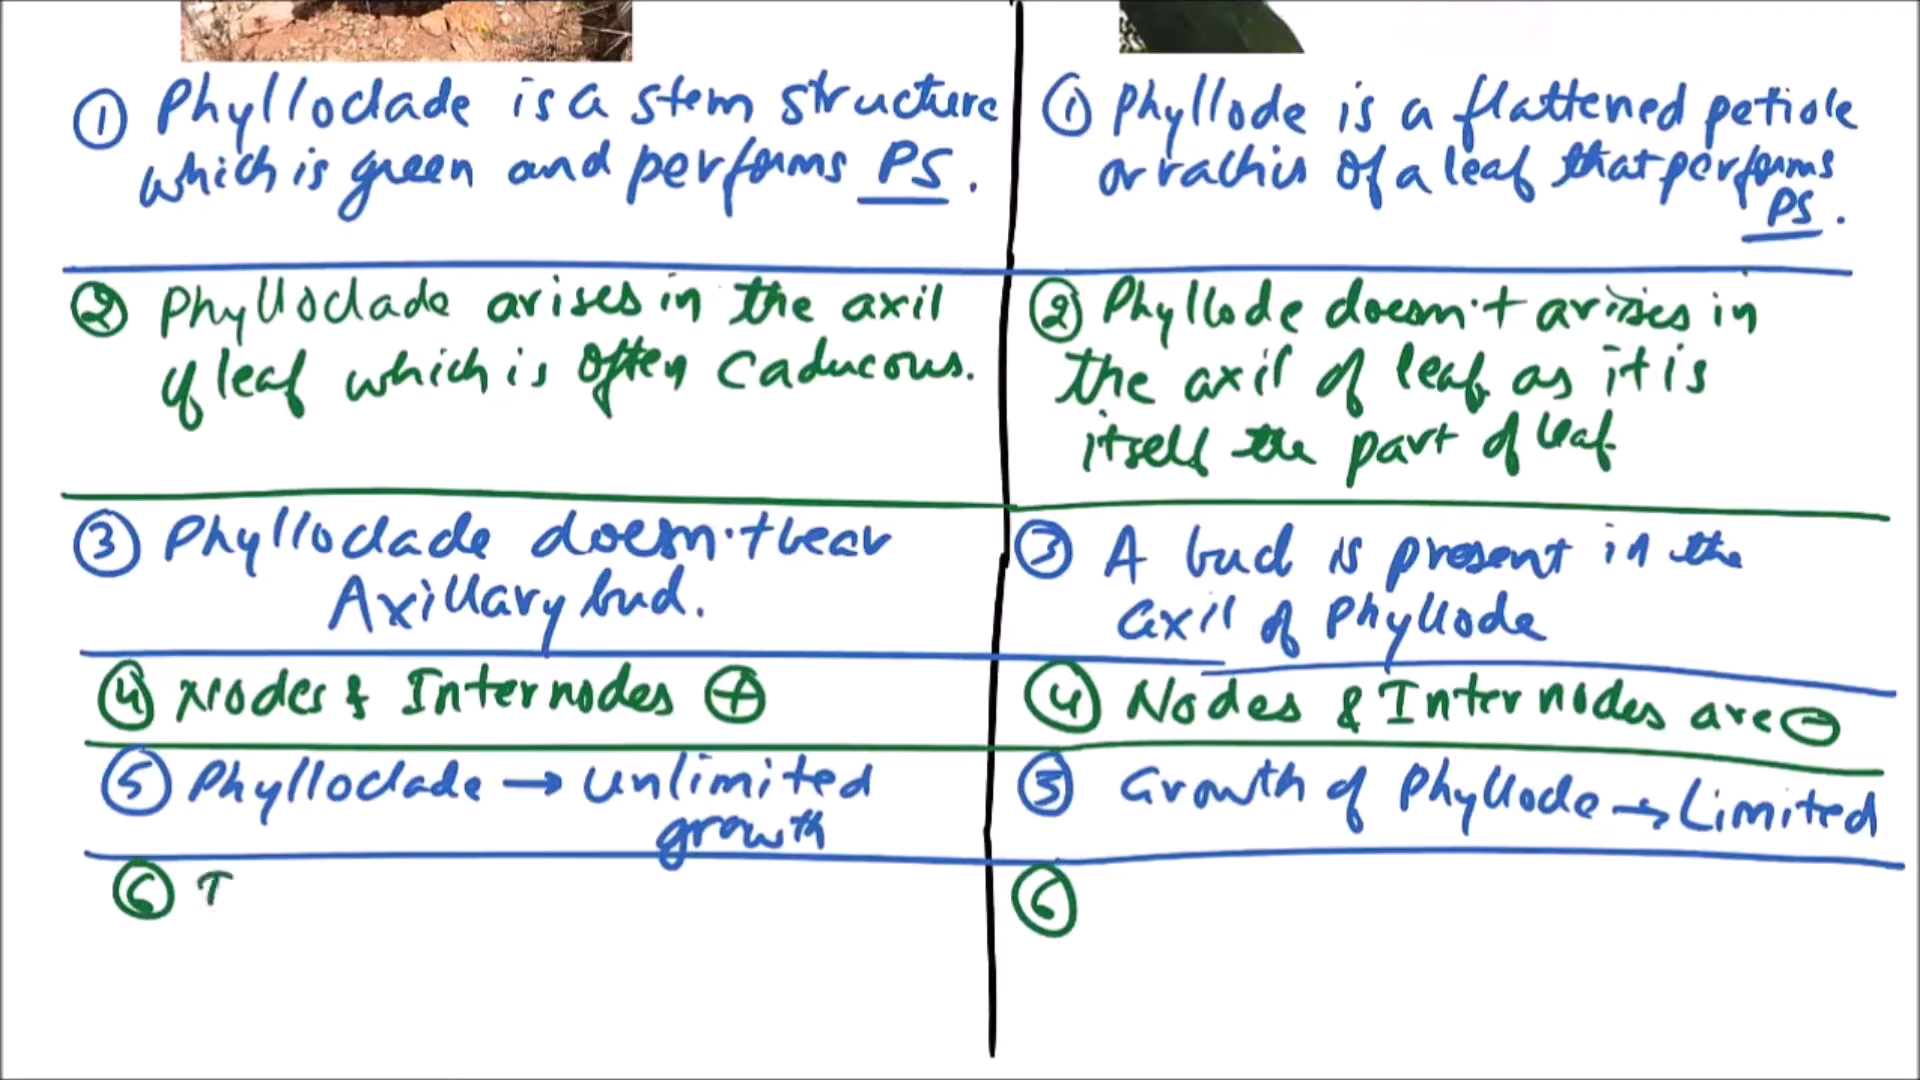 ① Phylloclade is a stem structure
which is green and performs PS.
② Phylloclade arises in the axil
of leaf which is often Caducous.
③ Phylloclade doesn't bear
Axillary bud.
④ Nodes & Internodes ⊕
⑤ Phylloclade → unlimited
growth
⑥ T
① Phyllode is a flattened petiole
or rachis of a leaf that performs
PS.
② Phyllode doesn't arises in
the axil of leaf as it is
itself the part of leaf
③ A bud is present in the
axil of Phyllode
④ Nodes & Internodes are ⊖
⑤ Growth of Phyllode → Limited
⑥